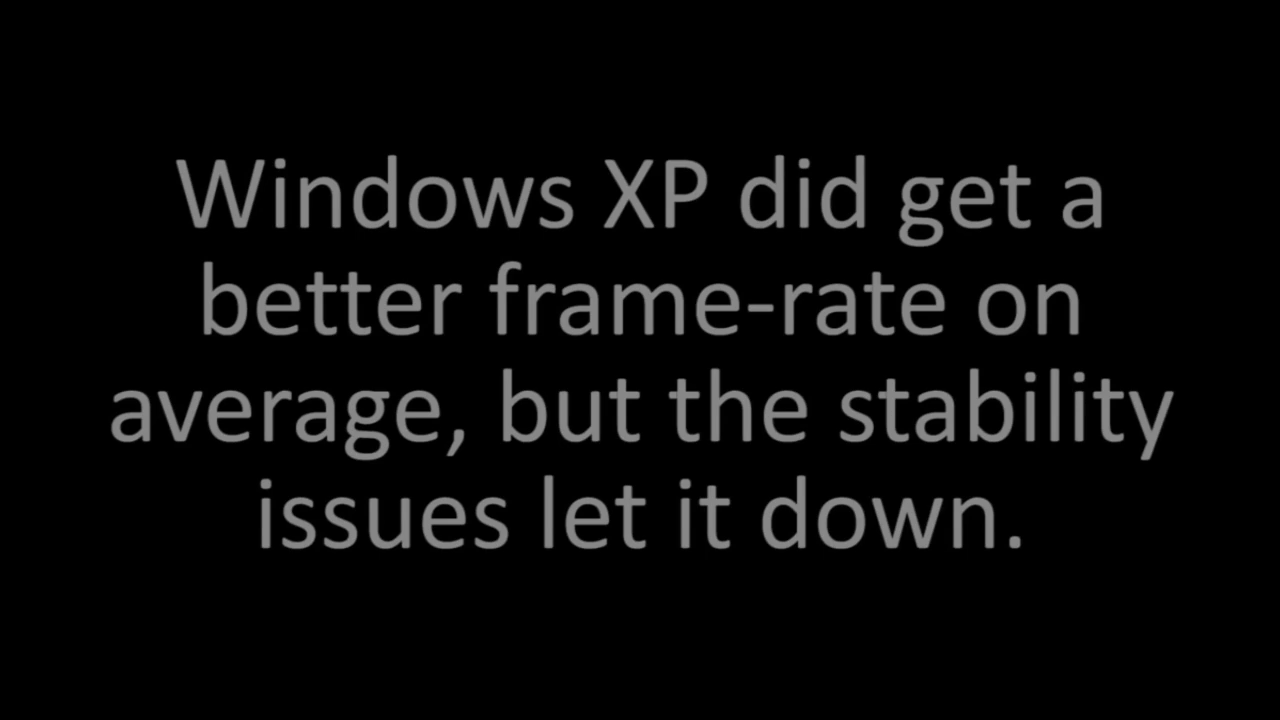 Windows XP did get a
better frame-rate on
average, but the stability
issues let it down.